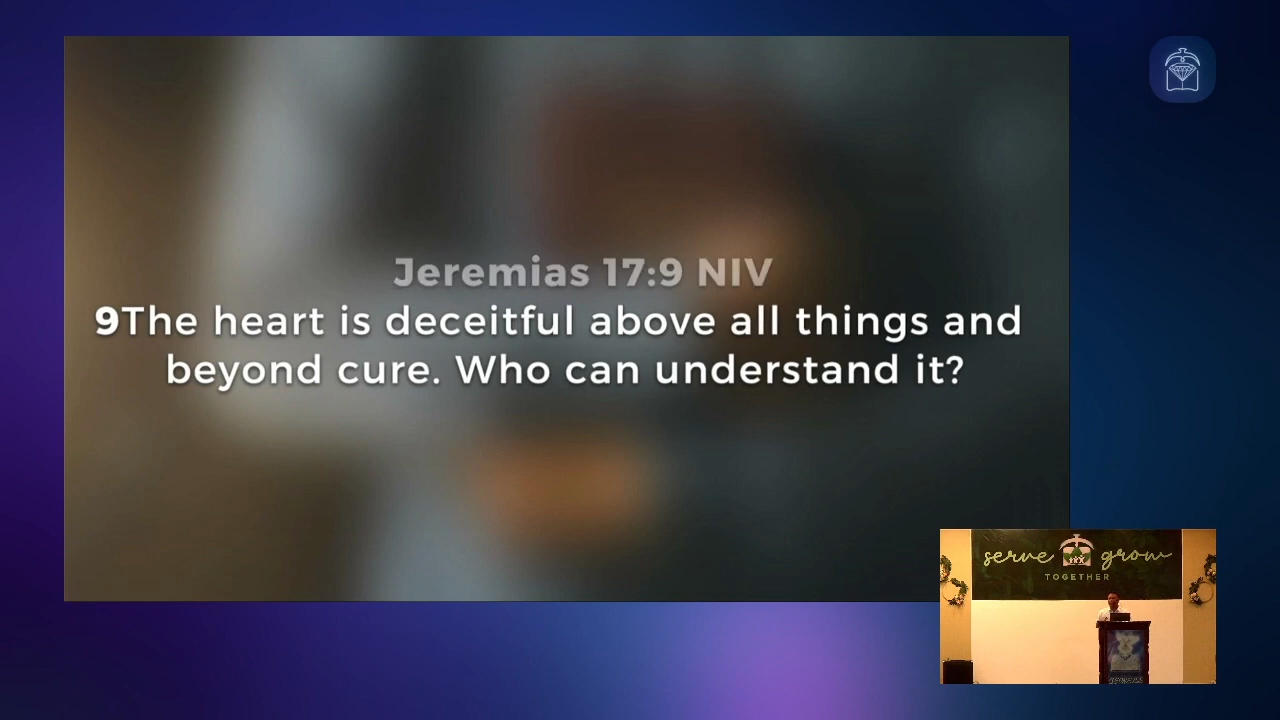 Jeremias 17:9 NIV
9The heart is deceitful above all things and
beyond cure. Who can understand it?
serve grow
TOGETHER